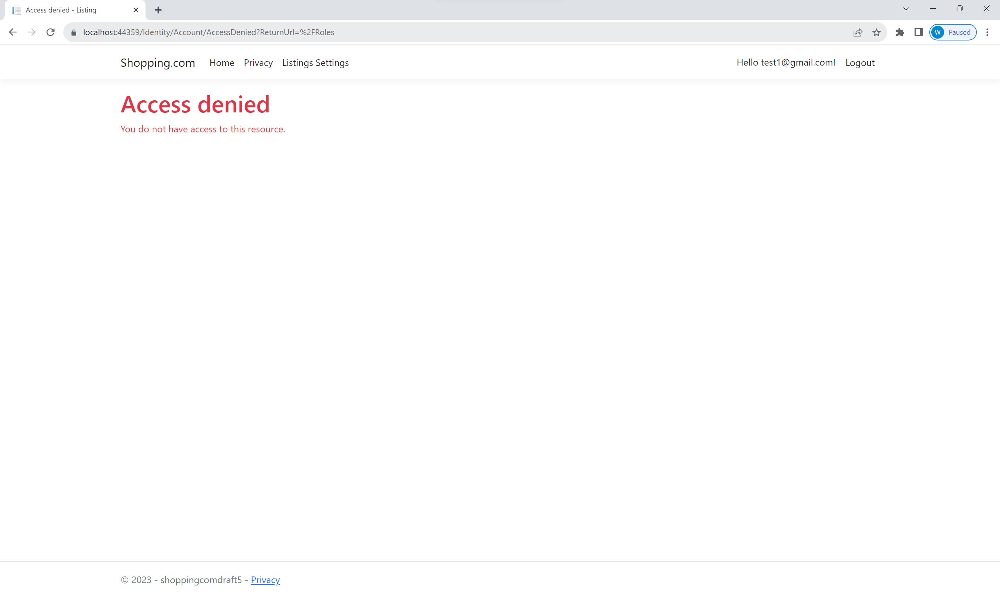 Access denied - Listing
localhost:44359/Identity/Account/AccessDenied?ReturnUrl=%2FRoles
W Paused
Shopping.com Home Privacy Listings Settings Hello test1@gmail.com! Logout
Access denied
You do not have access to this resource.
© 2023 - shoppingcomdraft5 - Privacy